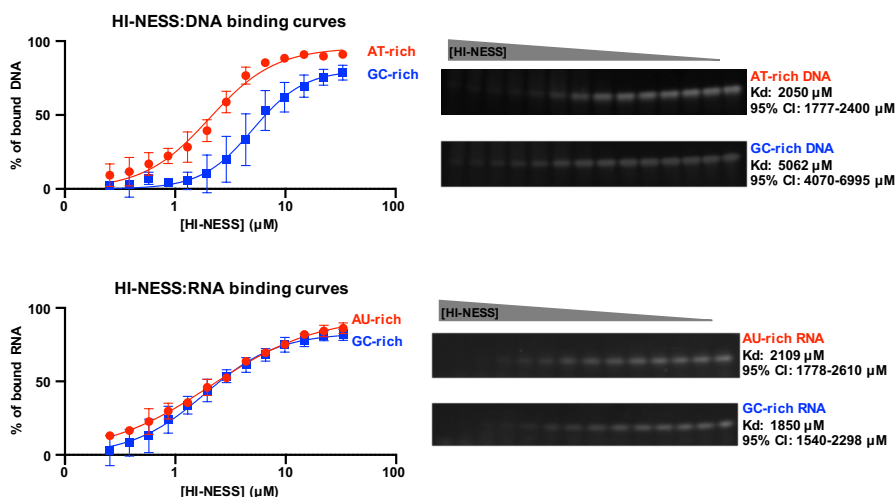 HI-NESS:DNA binding curves
100
50
0
% of bound DNA
AT-rich
GC-rich
0
1
10
100
[HI-NESS] (µM)
[HI-NESS]
AT-rich DNA
Kd: 2050 µM
95% CI: 1777-2400 µM
GC-rich DNA
Kd: 5062 µM
95% CI: 4070-6995 µM
HI-NESS:RNA binding curves
100
50
0
% of bound RNA
AU-rich
GC-rich
0
1
10
100
[HI-NESS] (µM)
[HI-NESS]
AU-rich RNA
Kd: 2109 µM
95% CI: 1778-2610 µM
GC-rich RNA
Kd: 1850 µM
95% CI: 1540-2298 µM